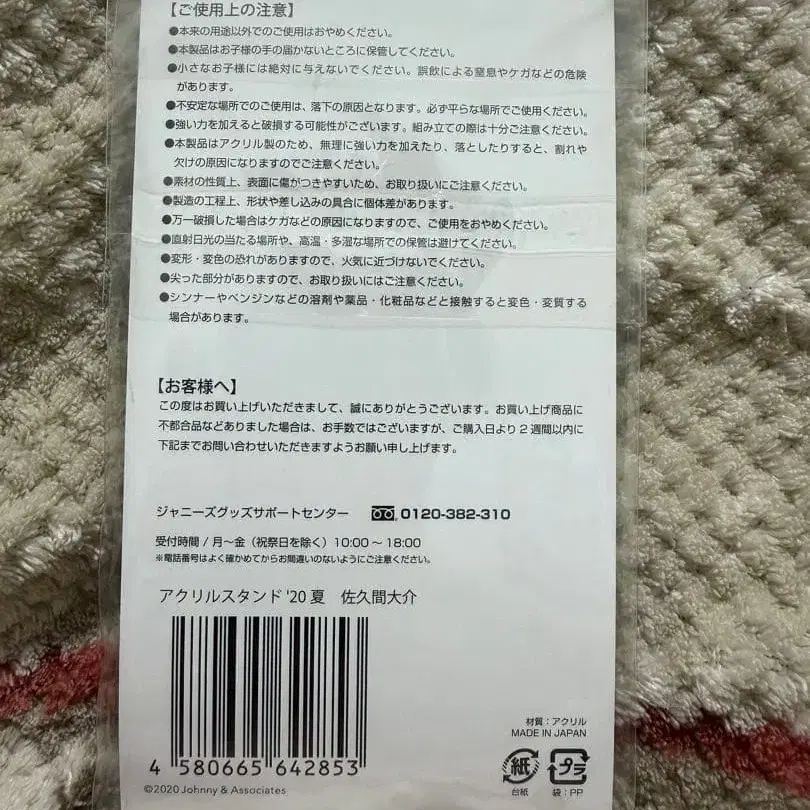 【ご使用上の注意】
●本来の用途以外でのご使用はおやめください。
●本製品はお子様の手の届かないところに保管してください。
●小さなお子様には絶対に与えないでください。誤飲による窒息やケガなどの危険
があります。
●不安定な場所でのご使用は、落下の原因となります。必ず平らな場所でご使用ください。
●強い力を加えると破損する可能性がございます。組み立ての際は十分ご注意ください。
●本製品はアクリル製のため、無理に強い力を加えたり、落としたりすると、割れや
欠けの原因になりますのでご注意ください。
●素材の性質上、表面に傷がつきやすいため、お取り扱いにご注意ください。
●製造の工程上、形状や差し込みの具合に個体差があります。
●万一破損した場合はケガなどの原因になりますので、ご使用をおやめください。
●直射日光の当たる場所や、高温・多湿な場所での保管は避けてください。
●変形・変色の恐れがありますので、火気に近づけないでください。
●尖った部分がありますので、お取り扱いにはご注意ください。
●シンナーやベンジンなどの溶剤や薬品・化粧品などと接触すると変色・変質する
場合があります。
【お客様へ】
この度はお買い上げいただきまして、誠にありがとうございます。お買い上げ商品に
不都合品などありました場合は、お手数ではございますが、ご購入日より2週間以内に
下記までお問い合わせいただきますようお願い申し上げます。
ジャニーズグッズサポートセンター 0120-382-310
受付時間 / 月〜金（祝祭日を除く）10:00〜18:00
※電話番号はよく確かめてからお間違いのないようにご注意ください。
アクリルスタンド '20 夏 佐久間大介
材質：アクリル
MADE IN JAPAN
4 580665 642853
紙 プラ
台紙 袋：PP
©2020 Johnny & Associates